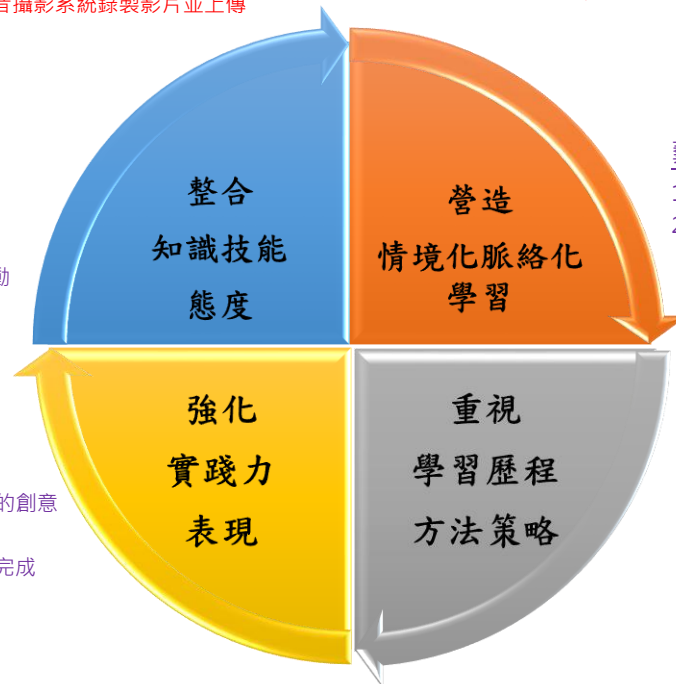 音攝影系統錄製影片並上傳
整合
知識技能
態度
營造
情境化脈絡化
學習
動
強化
實踐力
表現
重視
學習歷程
方法策略
的創意
完成